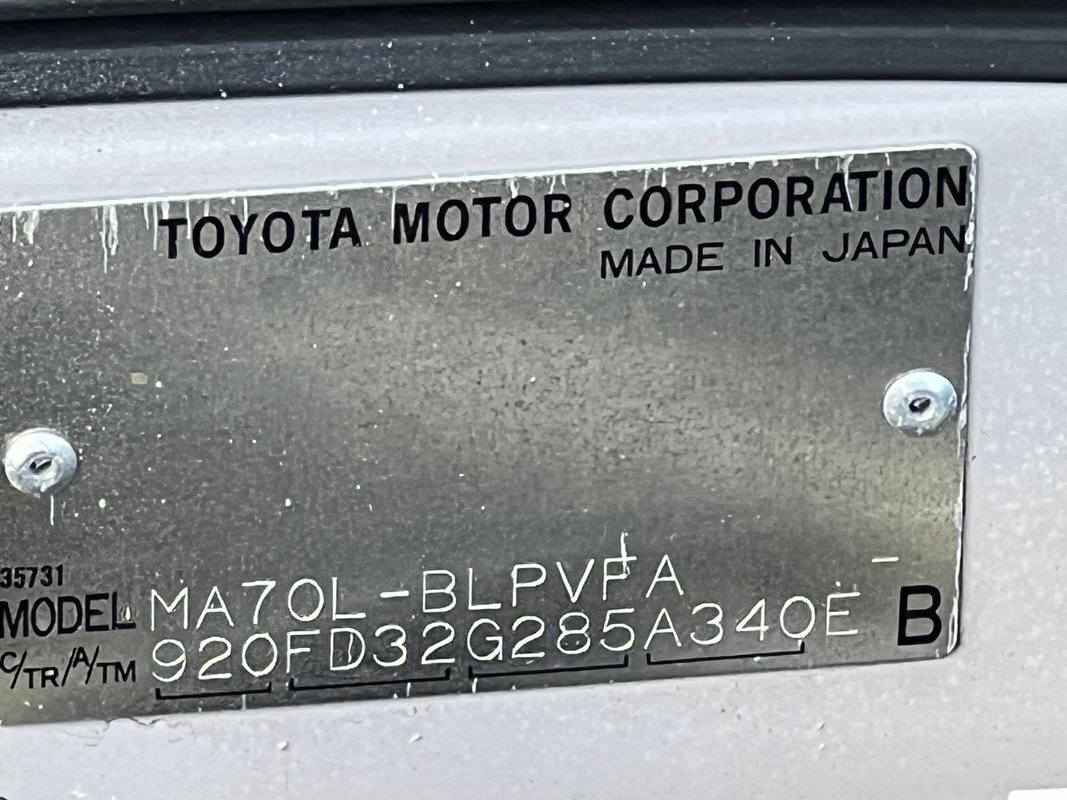 TOYOTA MOTOR CORPORATION
MADE IN JAPAN
35731
MODEL MA70L-BLPVFA -
C/TR/A/TM 920FD32G285A340E B